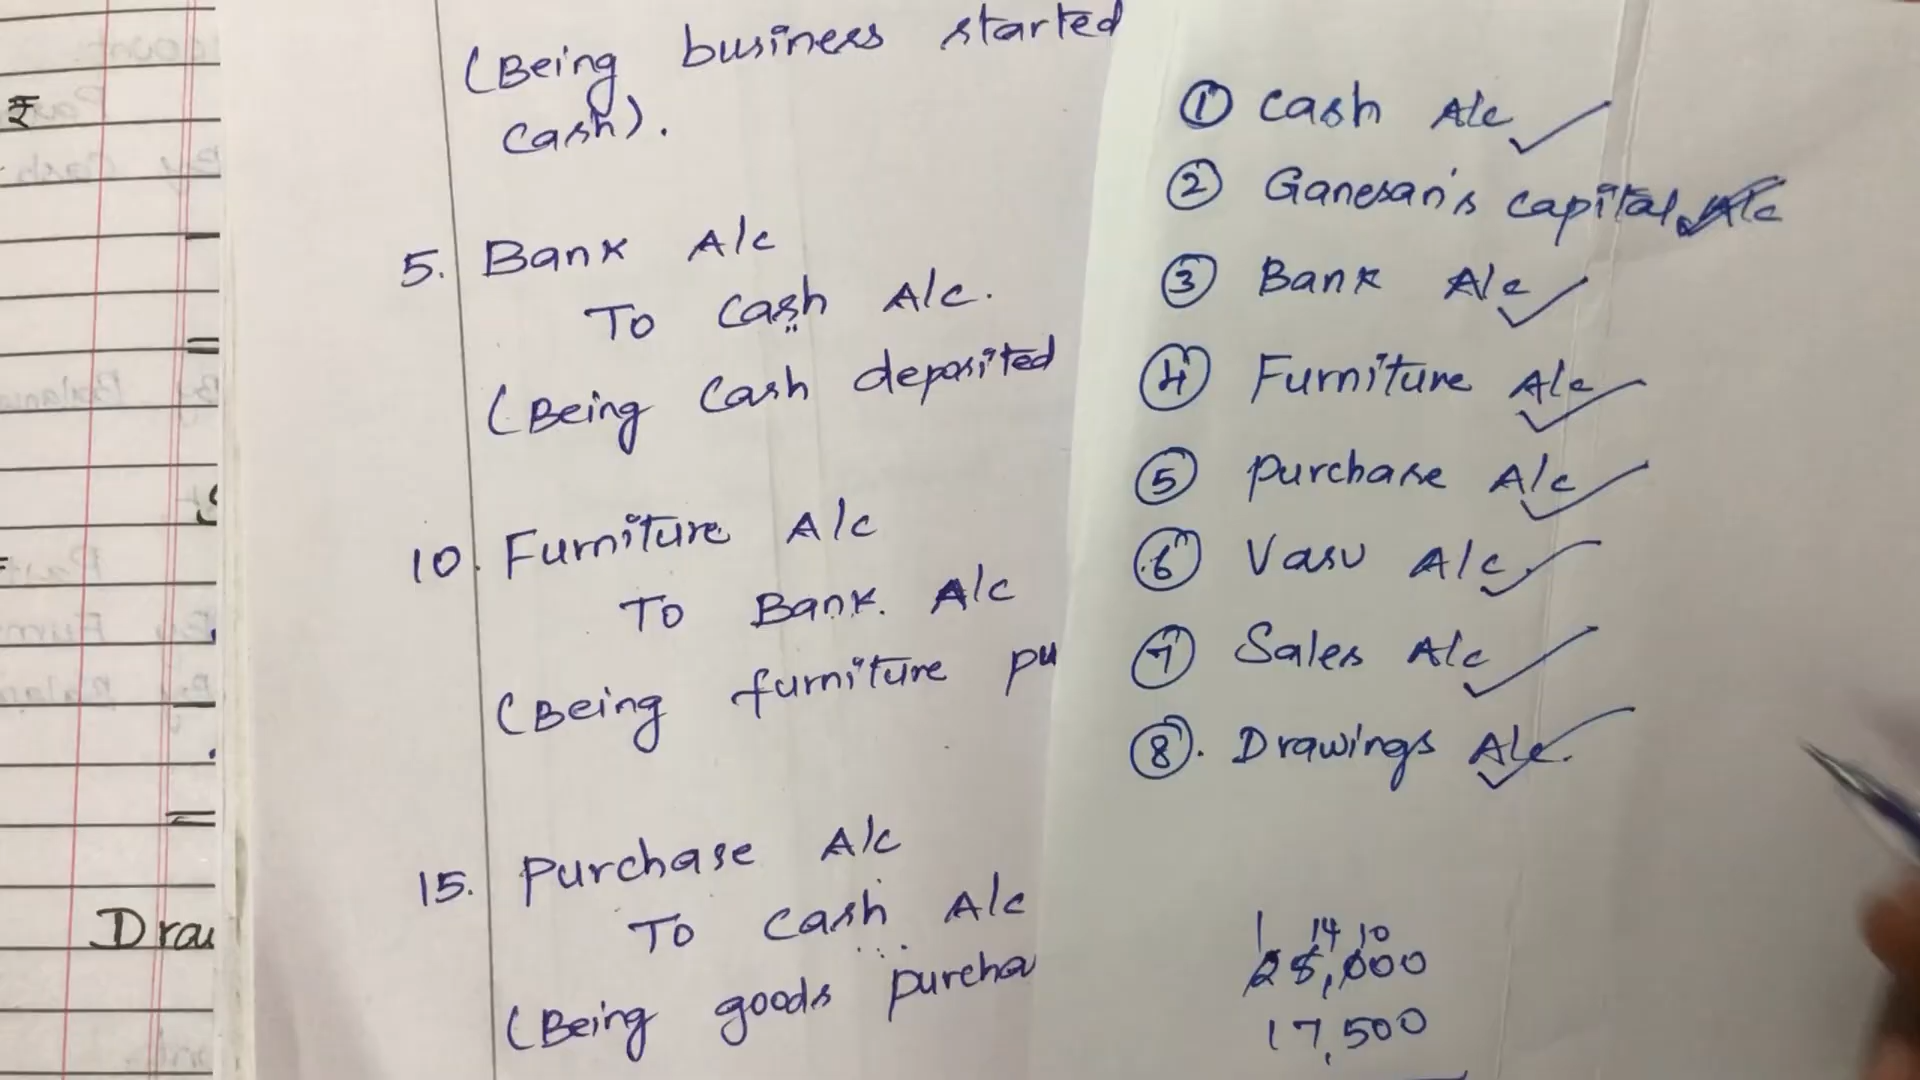 ₹
(Being business started
cash).
5. Bank A/c
To cash A/c.
(Being cash deposited
10. Furniture A/c
To Bank. A/c
(Being furniture pu
15. Purchase A/c
To cash A/c
(Being goods purcha
Drau
① Cash A/c
② Ganesan's capital A/c
③ Bank A/c
④ Furniture A/c
⑤ Purchase A/c
⑥ Vasu A/c
⑦ Sales A/c
⑧. Drawings A/c.
1 14 10
25,000
17,500